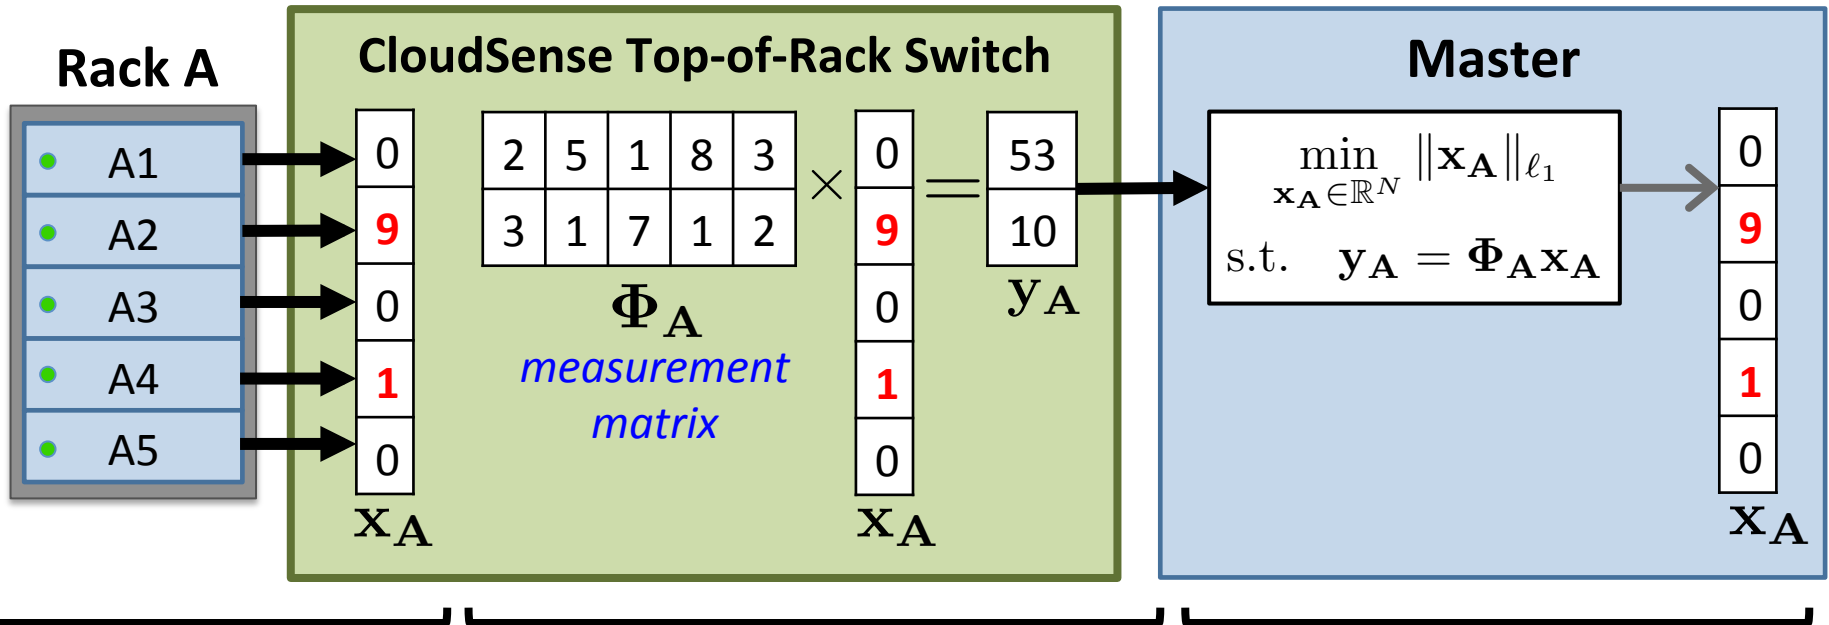 Rack A
A1
A2
A3
A4
A5
CloudSense Top-of-Rack Switch
0
9
0
1
0
x_A
2 5 1 8 3
3 1 7 1 2
Φ_A
measurement
matrix
×
0
9
0
1
0
x_A
=
53
10
y_A
Master
min ‖x_A‖_ℓ1
x_A∈ℝ^N
s.t. y_A = Φ_A x_A
0
9
0
1
0
x_A